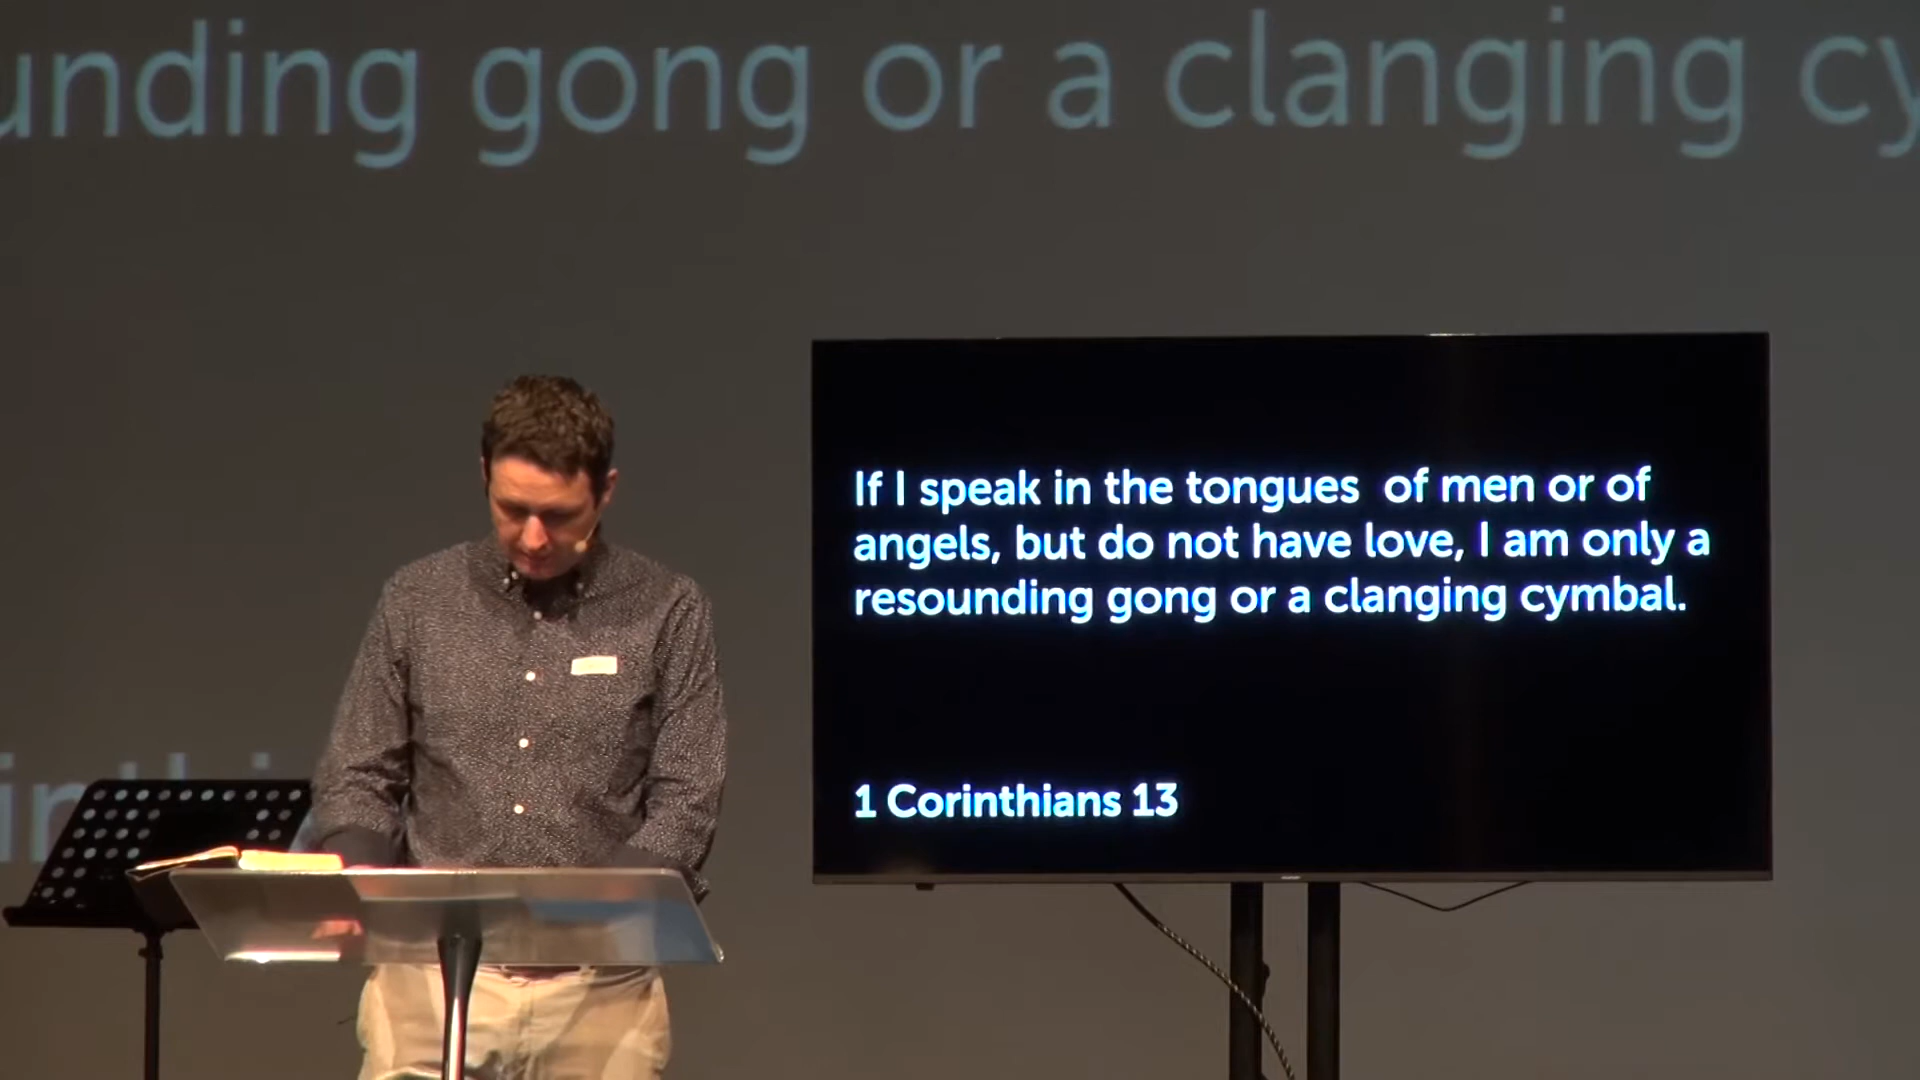 unding gong or a clanging cy
If I speak in the tongues of men or of
angels, but do not have love, I am only a
resounding gong or a clanging cymbal.
1 Corinthians 13
inthi